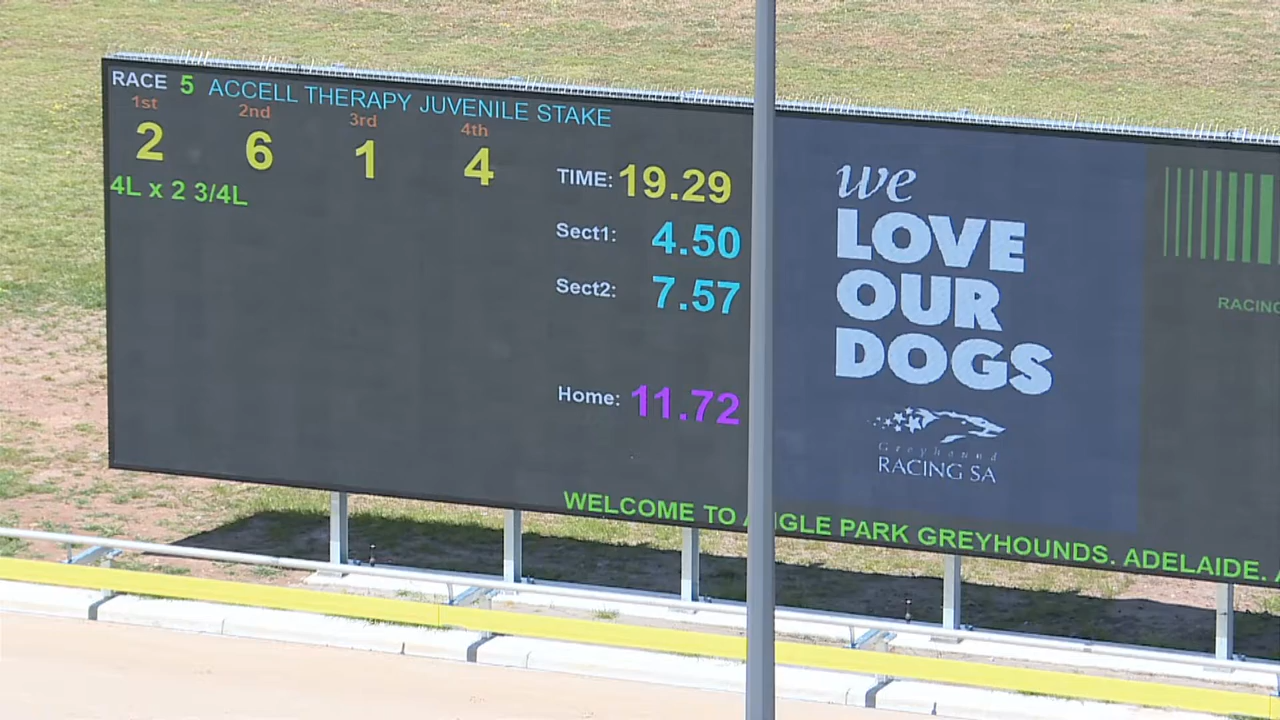 RACE 5 ACCELL THERAPY JUVENILE STAKE
1st 2nd 3rd 4th
2 6 1 4
4L x 2 3/4L
TIME: 19.29
Sect1: 4.50
Sect2: 7.57
Home: 11.72
we
LOVE
OUR
DOGS
Greyhound
RACING SA
RACING
WELCOME TO ANGLE PARK GREYHOUNDS. ADELAIDE.